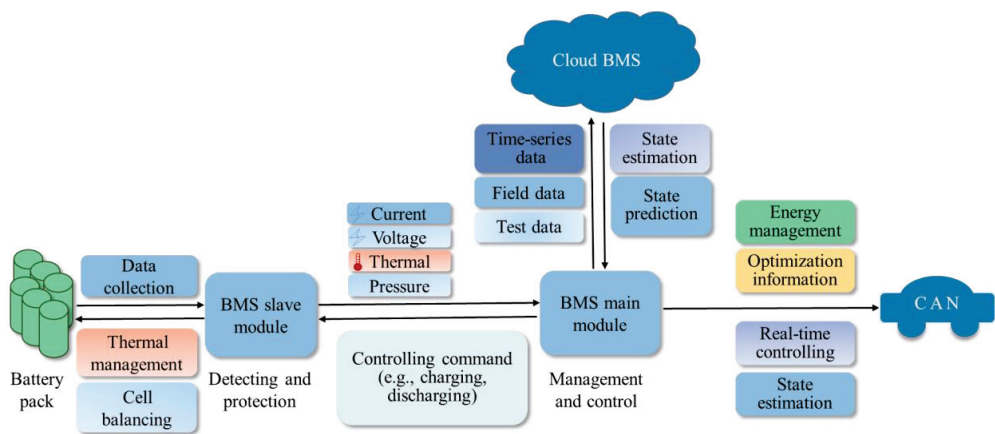 Cloud BMS
Time-series
data
Field data
Test data
State
estimation
State
prediction
Current
Voltage
Thermal
Pressure
Energy
management
Optimization
information
Data
collection
BMS slave
module
BMS main
module
CAN
Thermal
management
Cell
balancing
Battery
pack
Detecting and
protection
Controlling command
(e.g., charging,
discharging)
Management
and control
Real-time
controlling
State
estimation